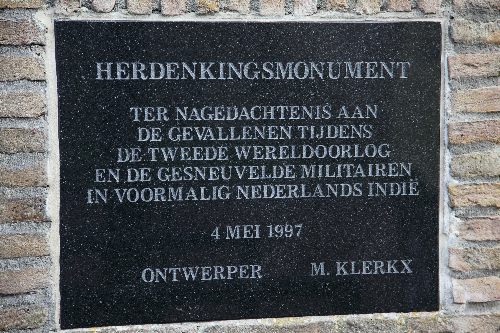 HERDENKINGSMONUMENT
TER NAGEDACHTENIS AAN
DE GEVALLENEN TIJDENS
DE TWEEDE WERELDOORLOG
EN DE GESNEUVELDE MILITAIREN
IN VOORMALIG NEDERLANDS INDIË
4 MEI 1997
ONTWERPER M. KLERKX